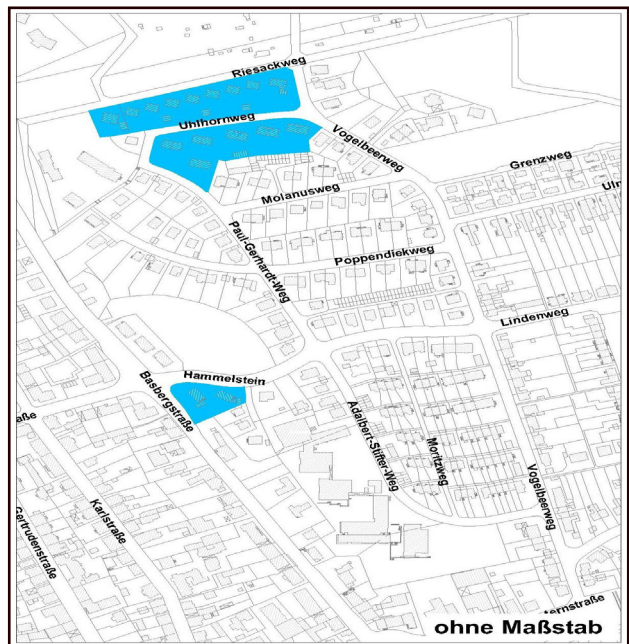 Riesackweg
Uhlhornweg
Vogelbeerweg
Grenzweg
Molanusweg
Poppendiekweg
Paul-Gerhardt-Weg
Lindenweg
Hammelstein
Basbergstraße
Adalbert-Stifter-Weg
Moritzweg
Vogelbeerweg
Karlstraße
Gertrudenstraße
ohne Maßstab